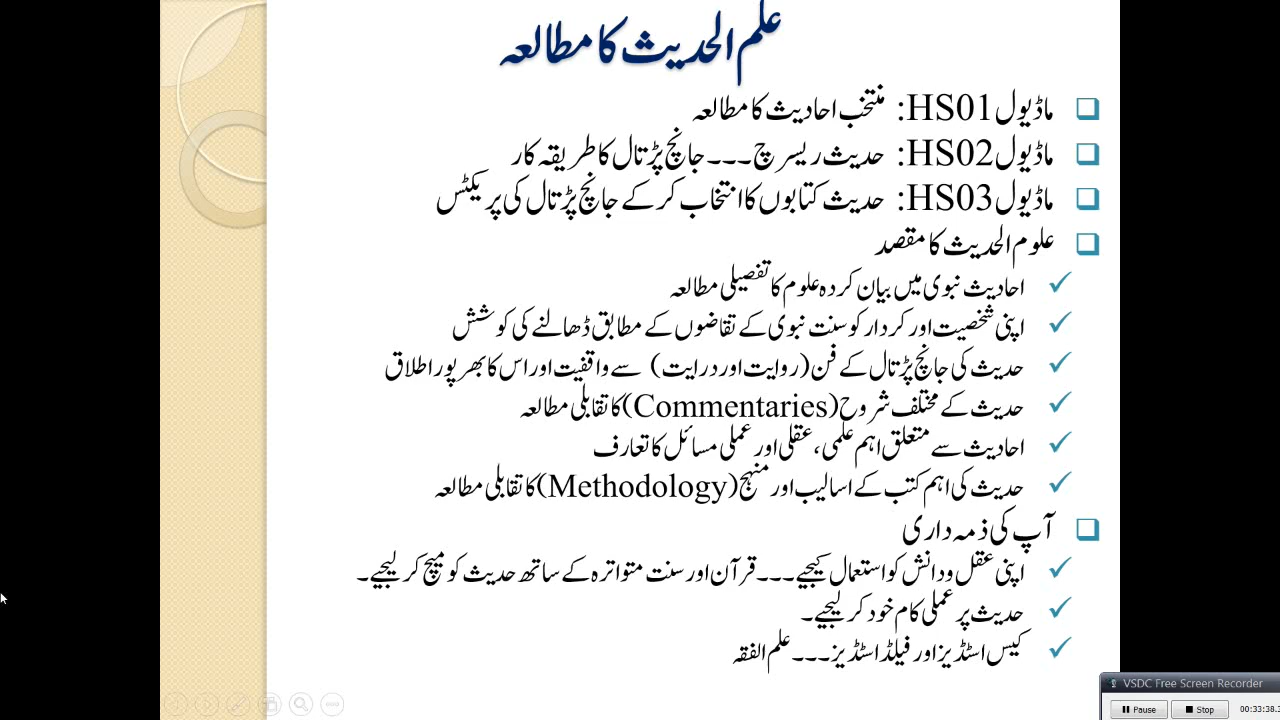 علم الحدیث کا مطالعہ
ماڈیول HS01: منتخب احادیث کا مطالعہ
ماڈیول HS02: حدیث ریسرچ۔۔۔جانچ پڑتال کا طریقہ کار
ماڈیول HS03: حدیث کتابوں کا انتخاب کر کے جانچ پڑتال کی پریکٹس
علوم الحدیث کا مقصد
احادیث نبوی میں بیان کردہ علوم کا تفصیلی مطالعہ
اپنی شخصیت اور کردار کو سنت نبوی کے تقاضوں کے مطابق ڈھالنے کی کوشش
حدیث کی جانچ پڑتال کے فن (روایت اور درایت) سے واقفیت اور اس کا بھرپور اطلاق
حدیث کے مختلف شروح (Commentaries) کا تقابلی مطالعہ
احادیث سے متعلق اہم علمی، عقلی اور عملی مسائل کا تعارف
حدیث کی اہم کتب کے اسالیب اور منہج (Methodology) کا تقابلی مطالعہ
آپ کی ذمہ داری
اپنی عقل و دانش کو استعمال کیجیے۔۔۔قرآن اور سنت متواترہ کے ساتھ حدیث کو میچ کر لیجیے۔
حدیث پر عملی کام خود کر لیجیے۔
کیس اسٹڈیز اور فیلڈ اسٹڈیز۔۔۔علم الفقہ
VSDC Free Screen Recorder
Pause Stop 00:33:38.